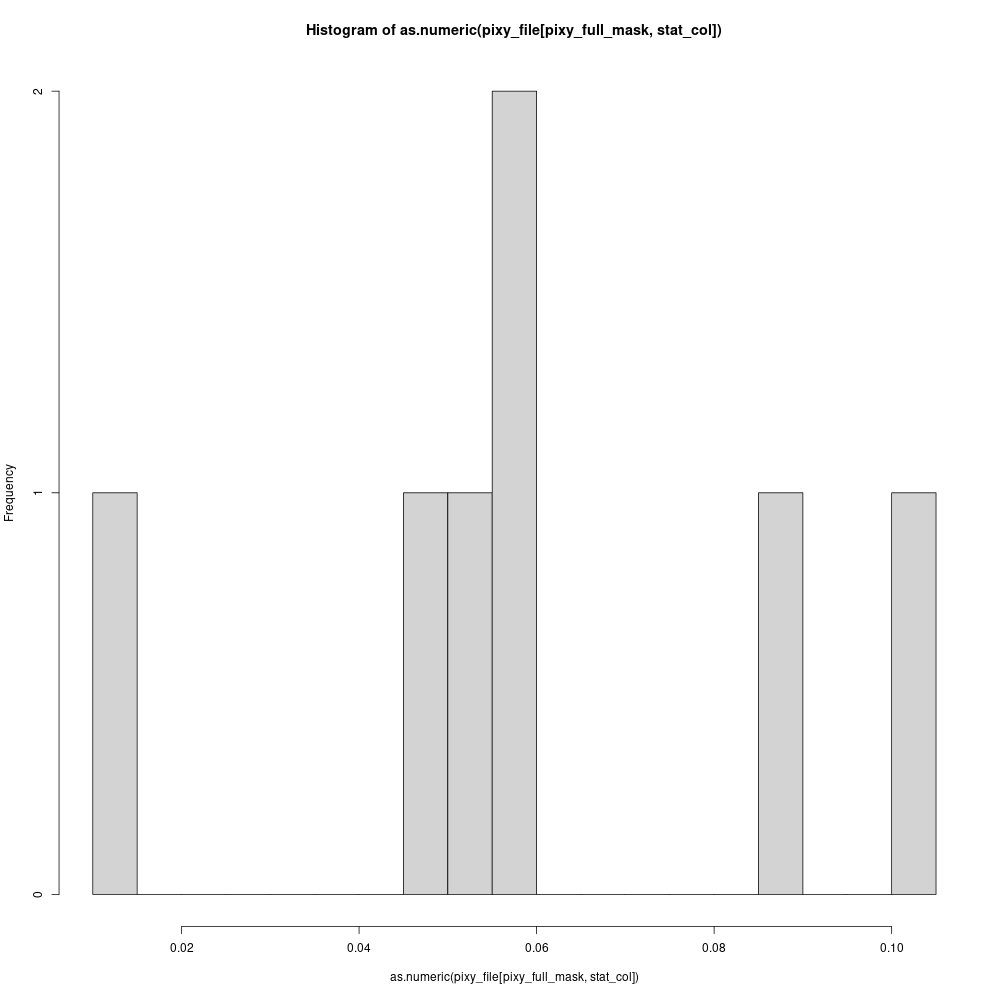 Histogram of as.numeric(pixy_file[pixy_full_mask, stat_col])
2
1
0
Frequency
0.02 0.04 0.06 0.08 0.10
as.numeric(pixy_file[pixy_full_mask, stat_col])